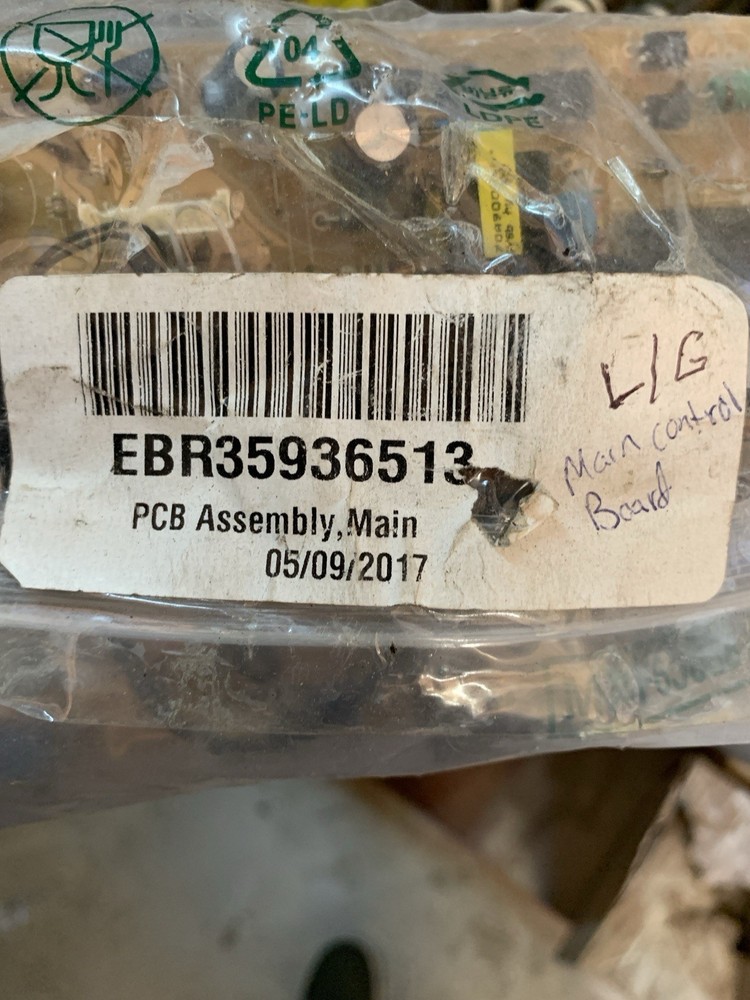 04
PE-LD
LDPE
EBR35936513
L/G
Main control
Board
PCB Assembly,Main
05/09/2017